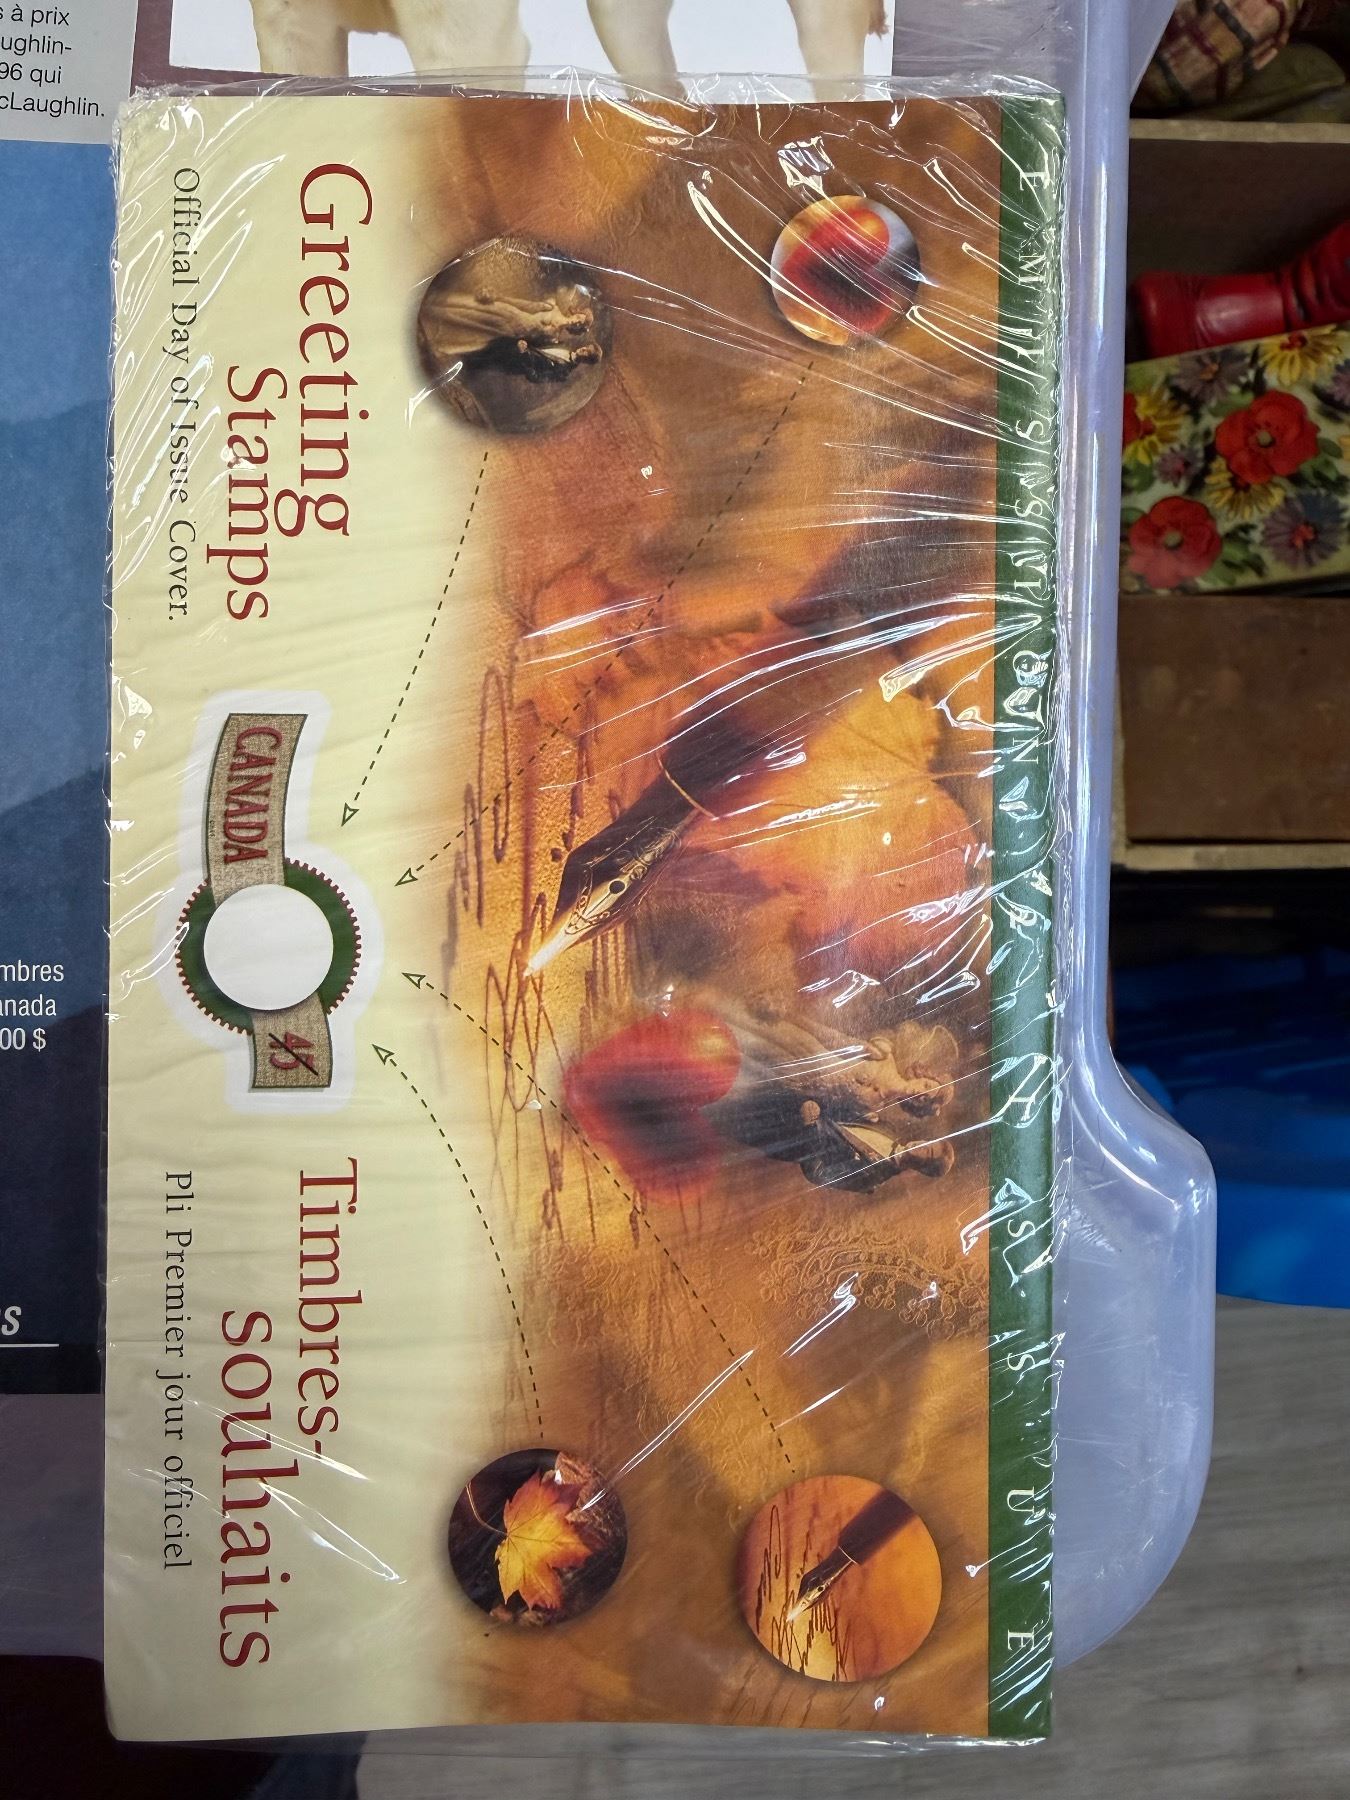 s à prix
ughlin-
96 qui
cLaughlin.
mbres
anada
00 $
s
Greeting
Stamps
Official Day of Issue Cover.
CANADA
45
Timbres-
souhaits
Pli Premier jour officiel